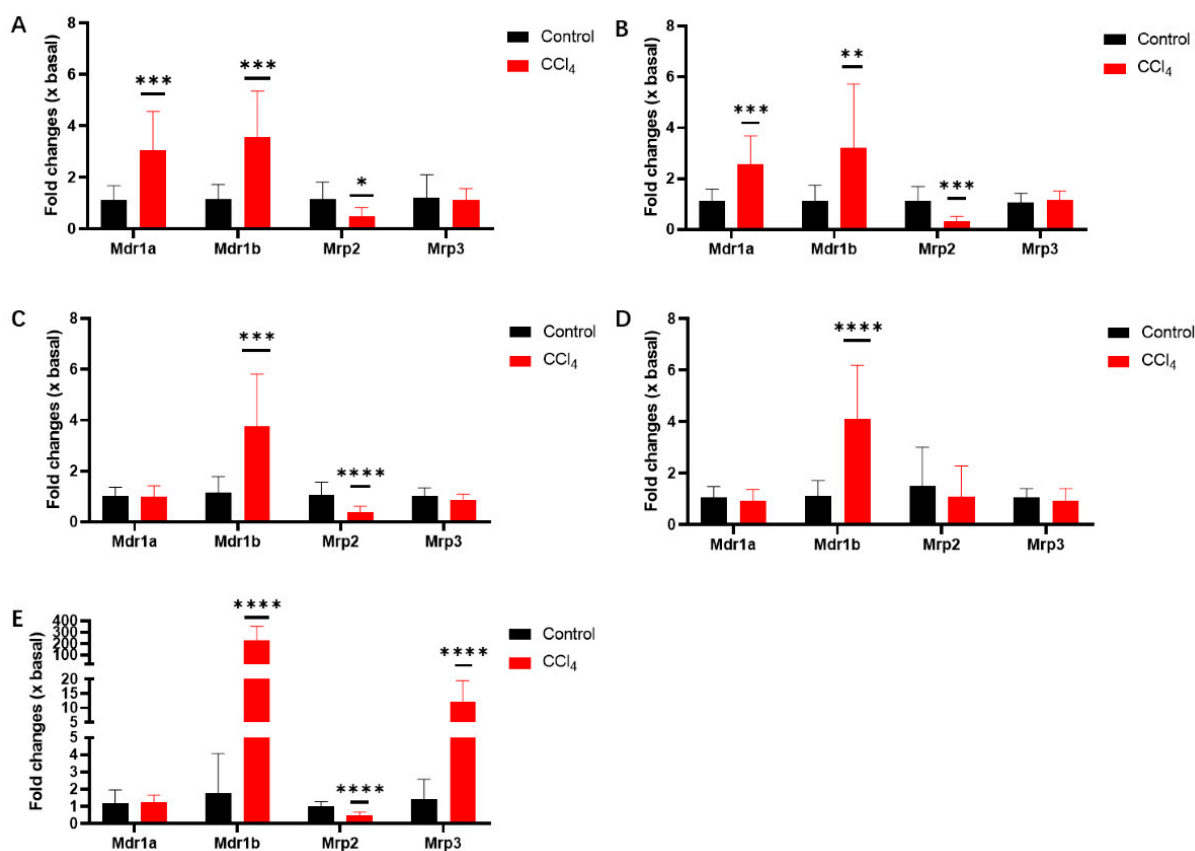 A
Fold changes (x basal)
8
6
4
2
0
***
***
*
Mdr1a Mdr1b Mrp2 Mrp3
Control
CCl₄
B
Fold changes (x basal)
8
6
4
2
0
***
**
***
Mdr1a Mdr1b Mrp2 Mrp3
Control
CCl₄
C
Fold changes (x basal)
8
6
4
2
0
***
****
Mdr1a Mdr1b Mrp2 Mrp3
Control
CCl₄
D
Fold changes (x basal)
8
6
4
2
0
****
Mdr1a Mdr1b Mrp2 Mrp3
Control
CCl₄
E
Fold changes (x basal)
400
300
200
100
20
15
10
5
5
4
3
2
1
0
****
****
****
Mdr1a Mdr1b Mrp2 Mrp3
Control
CCl₄